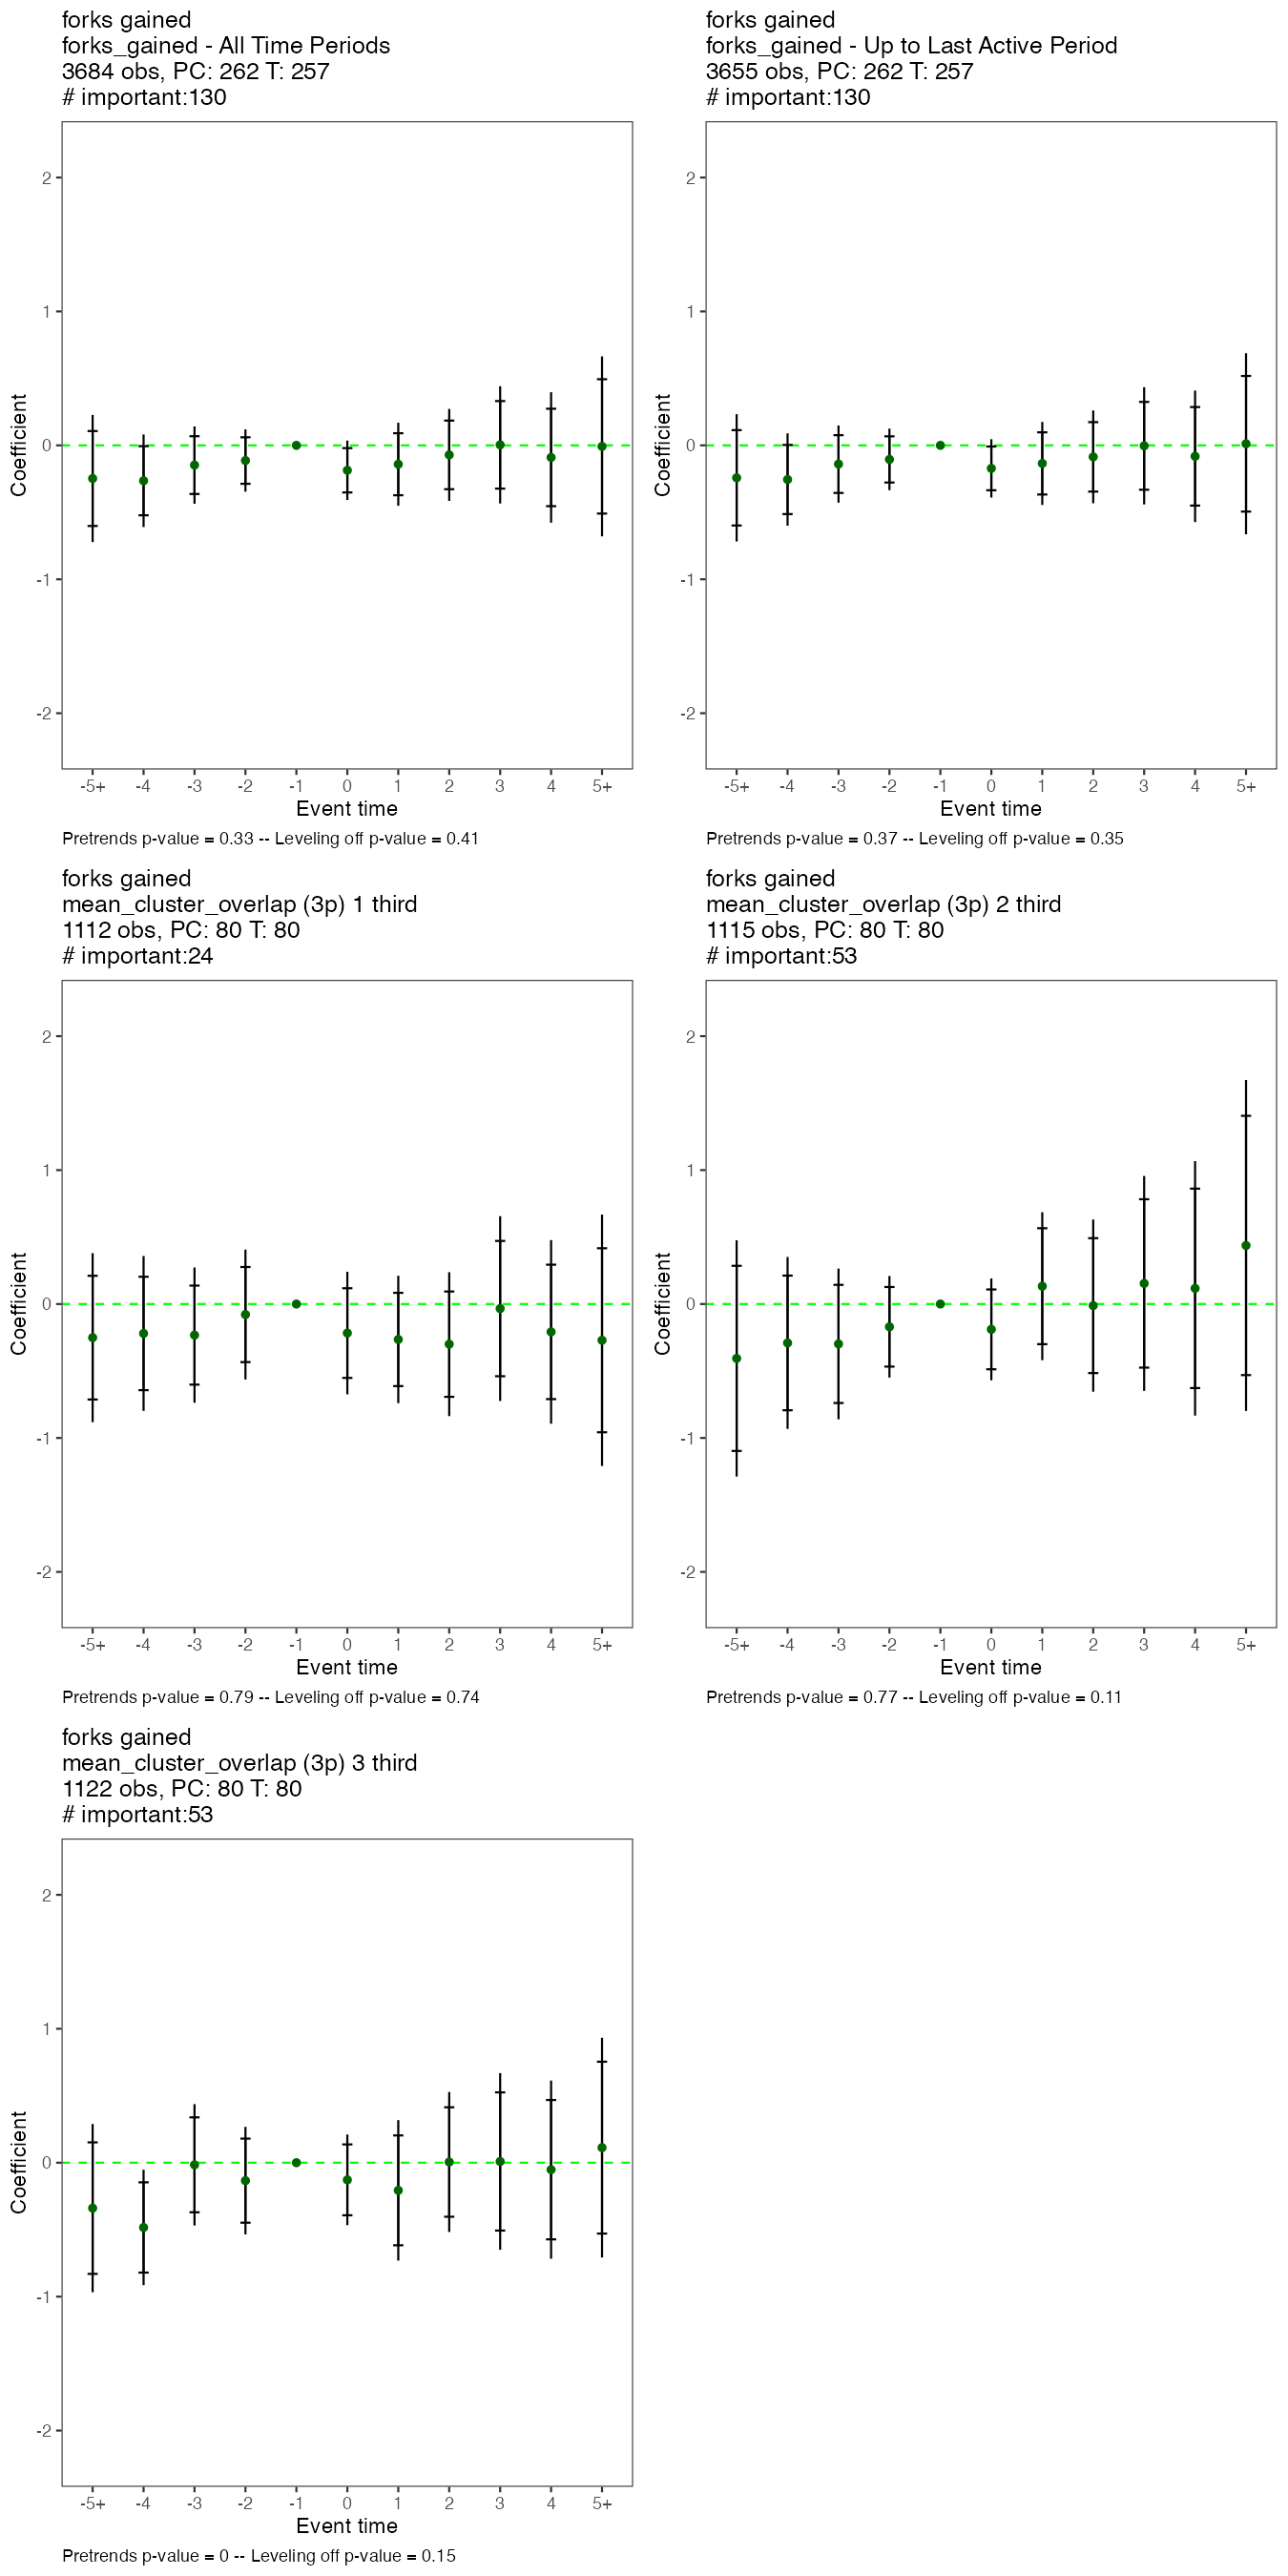 forks gained
forks_gained - All Time Periods
3684 obs, PC: 262 T: 257
# important:130
2
1
0
-1
-2
Coefficient
-5+ -4 -3 -2 -1 0 1 2 3 4 5+
Event time
Pretrends p-value = 0.33 -- Leveling off p-value = 0.41
forks gained
forks_gained - Up to Last Active Period
3655 obs, PC: 262 T: 257
# important:130
2
1
0
-1
-2
Coefficient
-5+ -4 -3 -2 -1 0 1 2 3 4 5+
Event time
Pretrends p-value = 0.37 -- Leveling off p-value = 0.35
forks gained
mean_cluster_overlap (3p) 1 third
1112 obs, PC: 80 T: 80
# important:24
2
1
0
-1
-2
Coefficient
-5+ -4 -3 -2 -1 0 1 2 3 4 5+
Event time
Pretrends p-value = 0.79 -- Leveling off p-value = 0.74
forks gained
mean_cluster_overlap (3p) 2 third
1115 obs, PC: 80 T: 80
# important:53
2
1
0
-1
-2
Coefficient
-5+ -4 -3 -2 -1 0 1 2 3 4 5+
Event time
Pretrends p-value = 0.77 -- Leveling off p-value = 0.11
forks gained
mean_cluster_overlap (3p) 3 third
1122 obs, PC: 80 T: 80
# important:53
2
1
0
-1
-2
Coefficient
-5+ -4 -3 -2 -1 0 1 2 3 4 5+
Event time
Pretrends p-value = 0 -- Leveling off p-value = 0.15